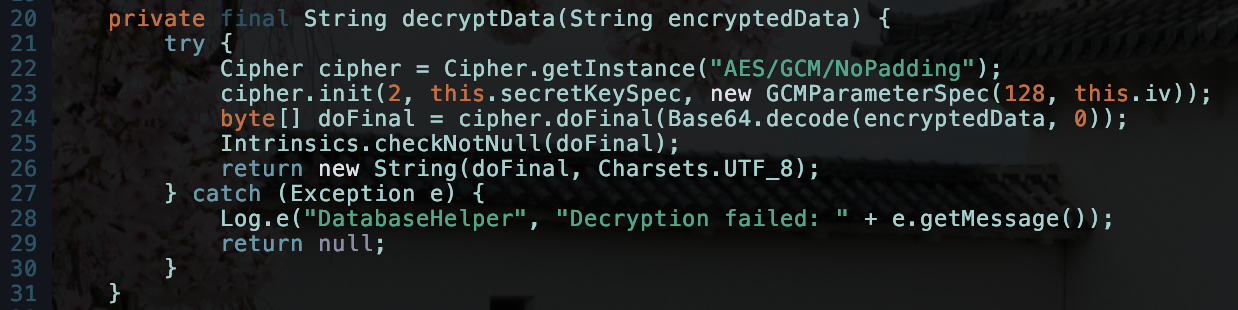 20 private final String decryptData(String encryptedData) {
21 try {
22 Cipher cipher = Cipher.getInstance("AES/GCM/NoPadding");
23 cipher.init(2, this.secretKeySpec, new GCMParameterSpec(128, this.iv));
24 byte[] doFinal = cipher.doFinal(Base64.decode(encryptedData, 0));
25 Intrinsics.checkNotNull(doFinal);
26 return new String(doFinal, Charsets.UTF_8);
27 } catch (Exception e) {
28 Log.e("DatabaseHelper", "Decryption failed: " + e.getMessage());
29 return null;
30 }
31 }